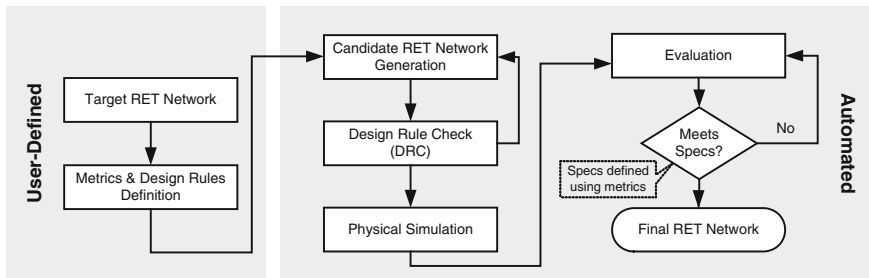 User-Defined
Target RET Network
Metrics & Design Rules
Definition
Candidate RET Network
Generation
Design Rule Check
(DRC)
Physical Simulation
Evaluation
Meets
Specs?
No
Specs defined
using metrics
Final RET Network
Automated